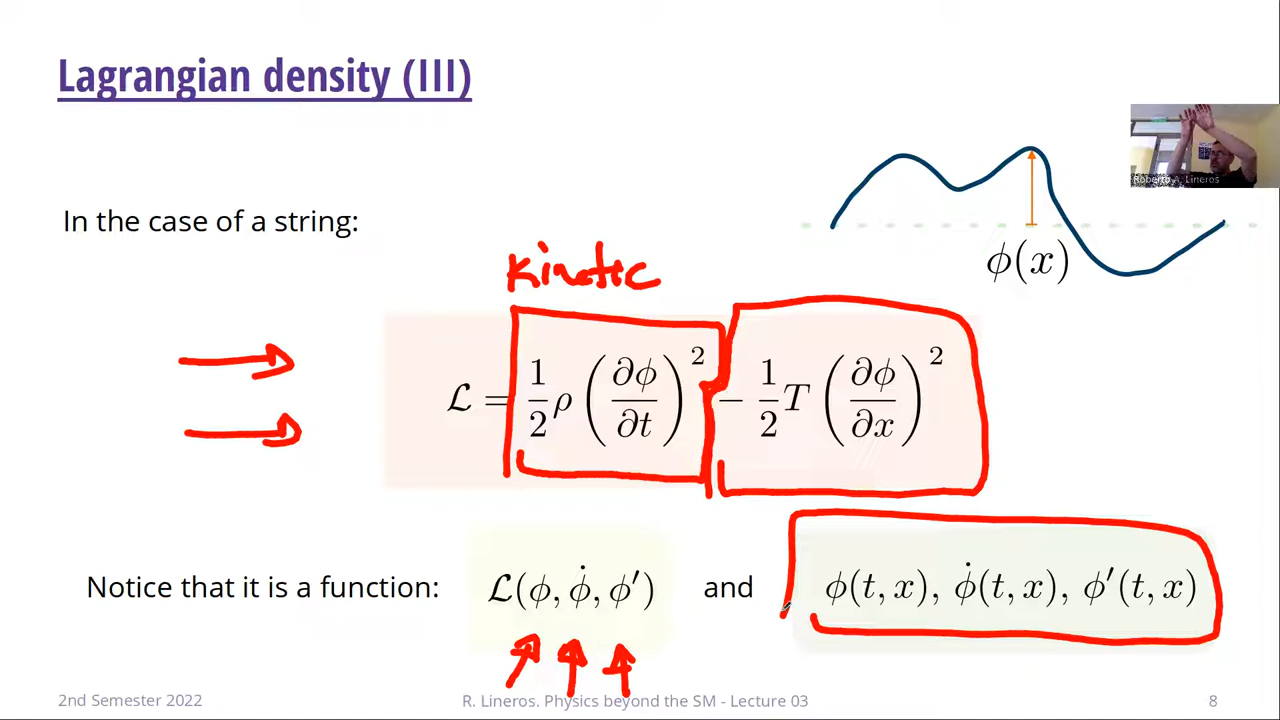 Lagrangian density (III)
Roberto A. Lineros
In the case of a string:
ϕ(x)
Kinetic
ℒ = 1/2 ρ (∂ϕ/∂t)² − 1/2 T (∂ϕ/∂x)²
Notice that it is a function: ℒ(ϕ, ϕ̇, ϕ′) and ϕ(t, x), ϕ̇(t, x), ϕ′(t, x)
2nd Semester 2022 R. Lineros. Physics beyond the SM - Lecture 03 8